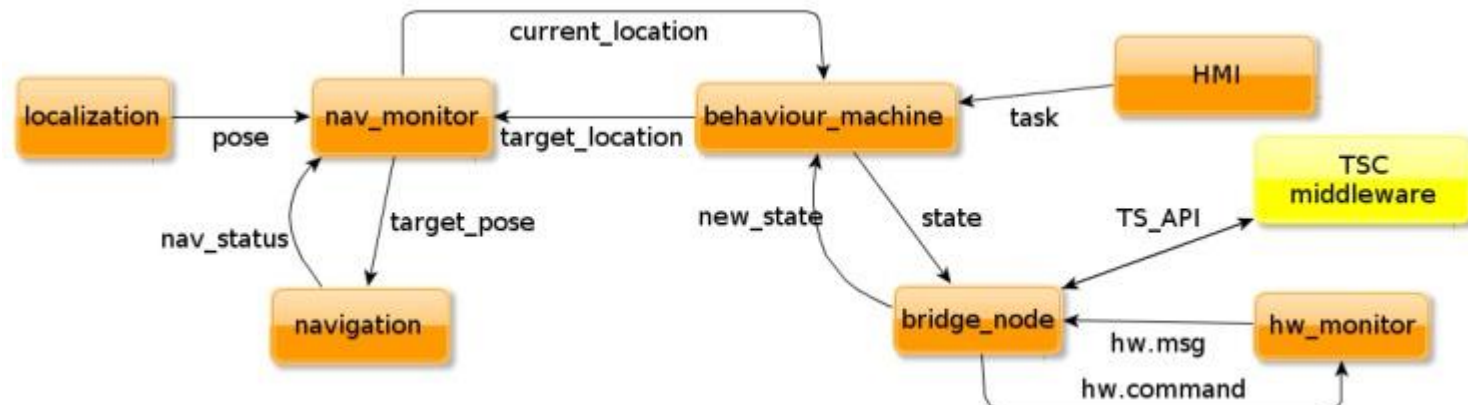 current_location
HMI
localization
nav_monitor
behaviour_machine
pose
target_location
task
TSC
middleware
nav_status
target_pose
new_state
state
TS_API
navigation
bridge_node
hw_monitor
hw.msg
hw.command